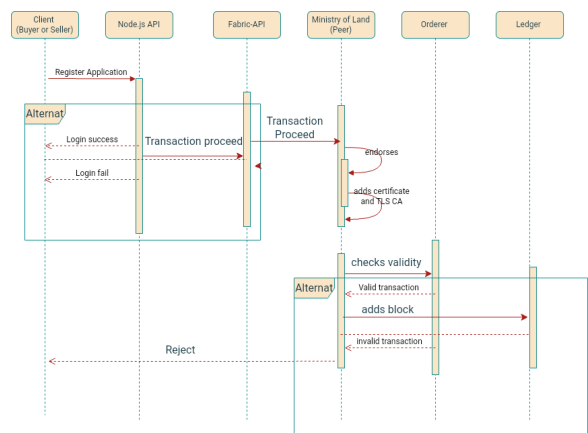 Client
(Buyer or Seller)
Node.js API
Fabric-API
Ministry of Land
(Peer)
Orderer
Ledger
Register Application
Alternat
Login success
Transaction proceed
Transaction
Proceed
endorses
Login fail
adds certificate
and TLS CA
checks validity
Alternat
Valid transaction
adds block
invalid transaction
Reject